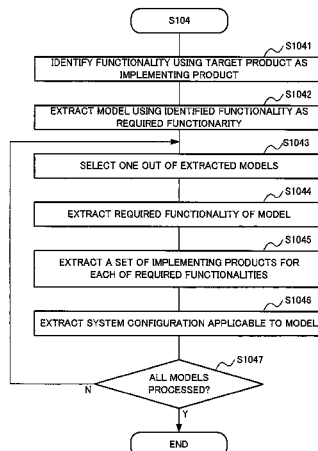 S104
S1041
IDENTIFY FUNCTIONALITY USING TARGET PRODUCT AS
IMPLEMENTING PRODUCT
S1042
EXTRACT MODEL USING IDENTIFIED FUNCTIONALITY AS
REQUIRED FUNCTIONARITY
S1043
SELECT ONE OUT OF EXTRACTED MODELS
S1044
EXTRACT REQUIRED FUNCTIONALITY OF MODEL
S1045
EXTRACT A SET OF IMPLEMENTING PRODUCTS FOR
EACH OF REQUIRED FUNCTIONALITIES
S1046
EXTRACT SYSTEM CONFIGURATION APPLICABLE TO MODEL
S1047
ALL MODELS
PROCESSED?
N
Y
END